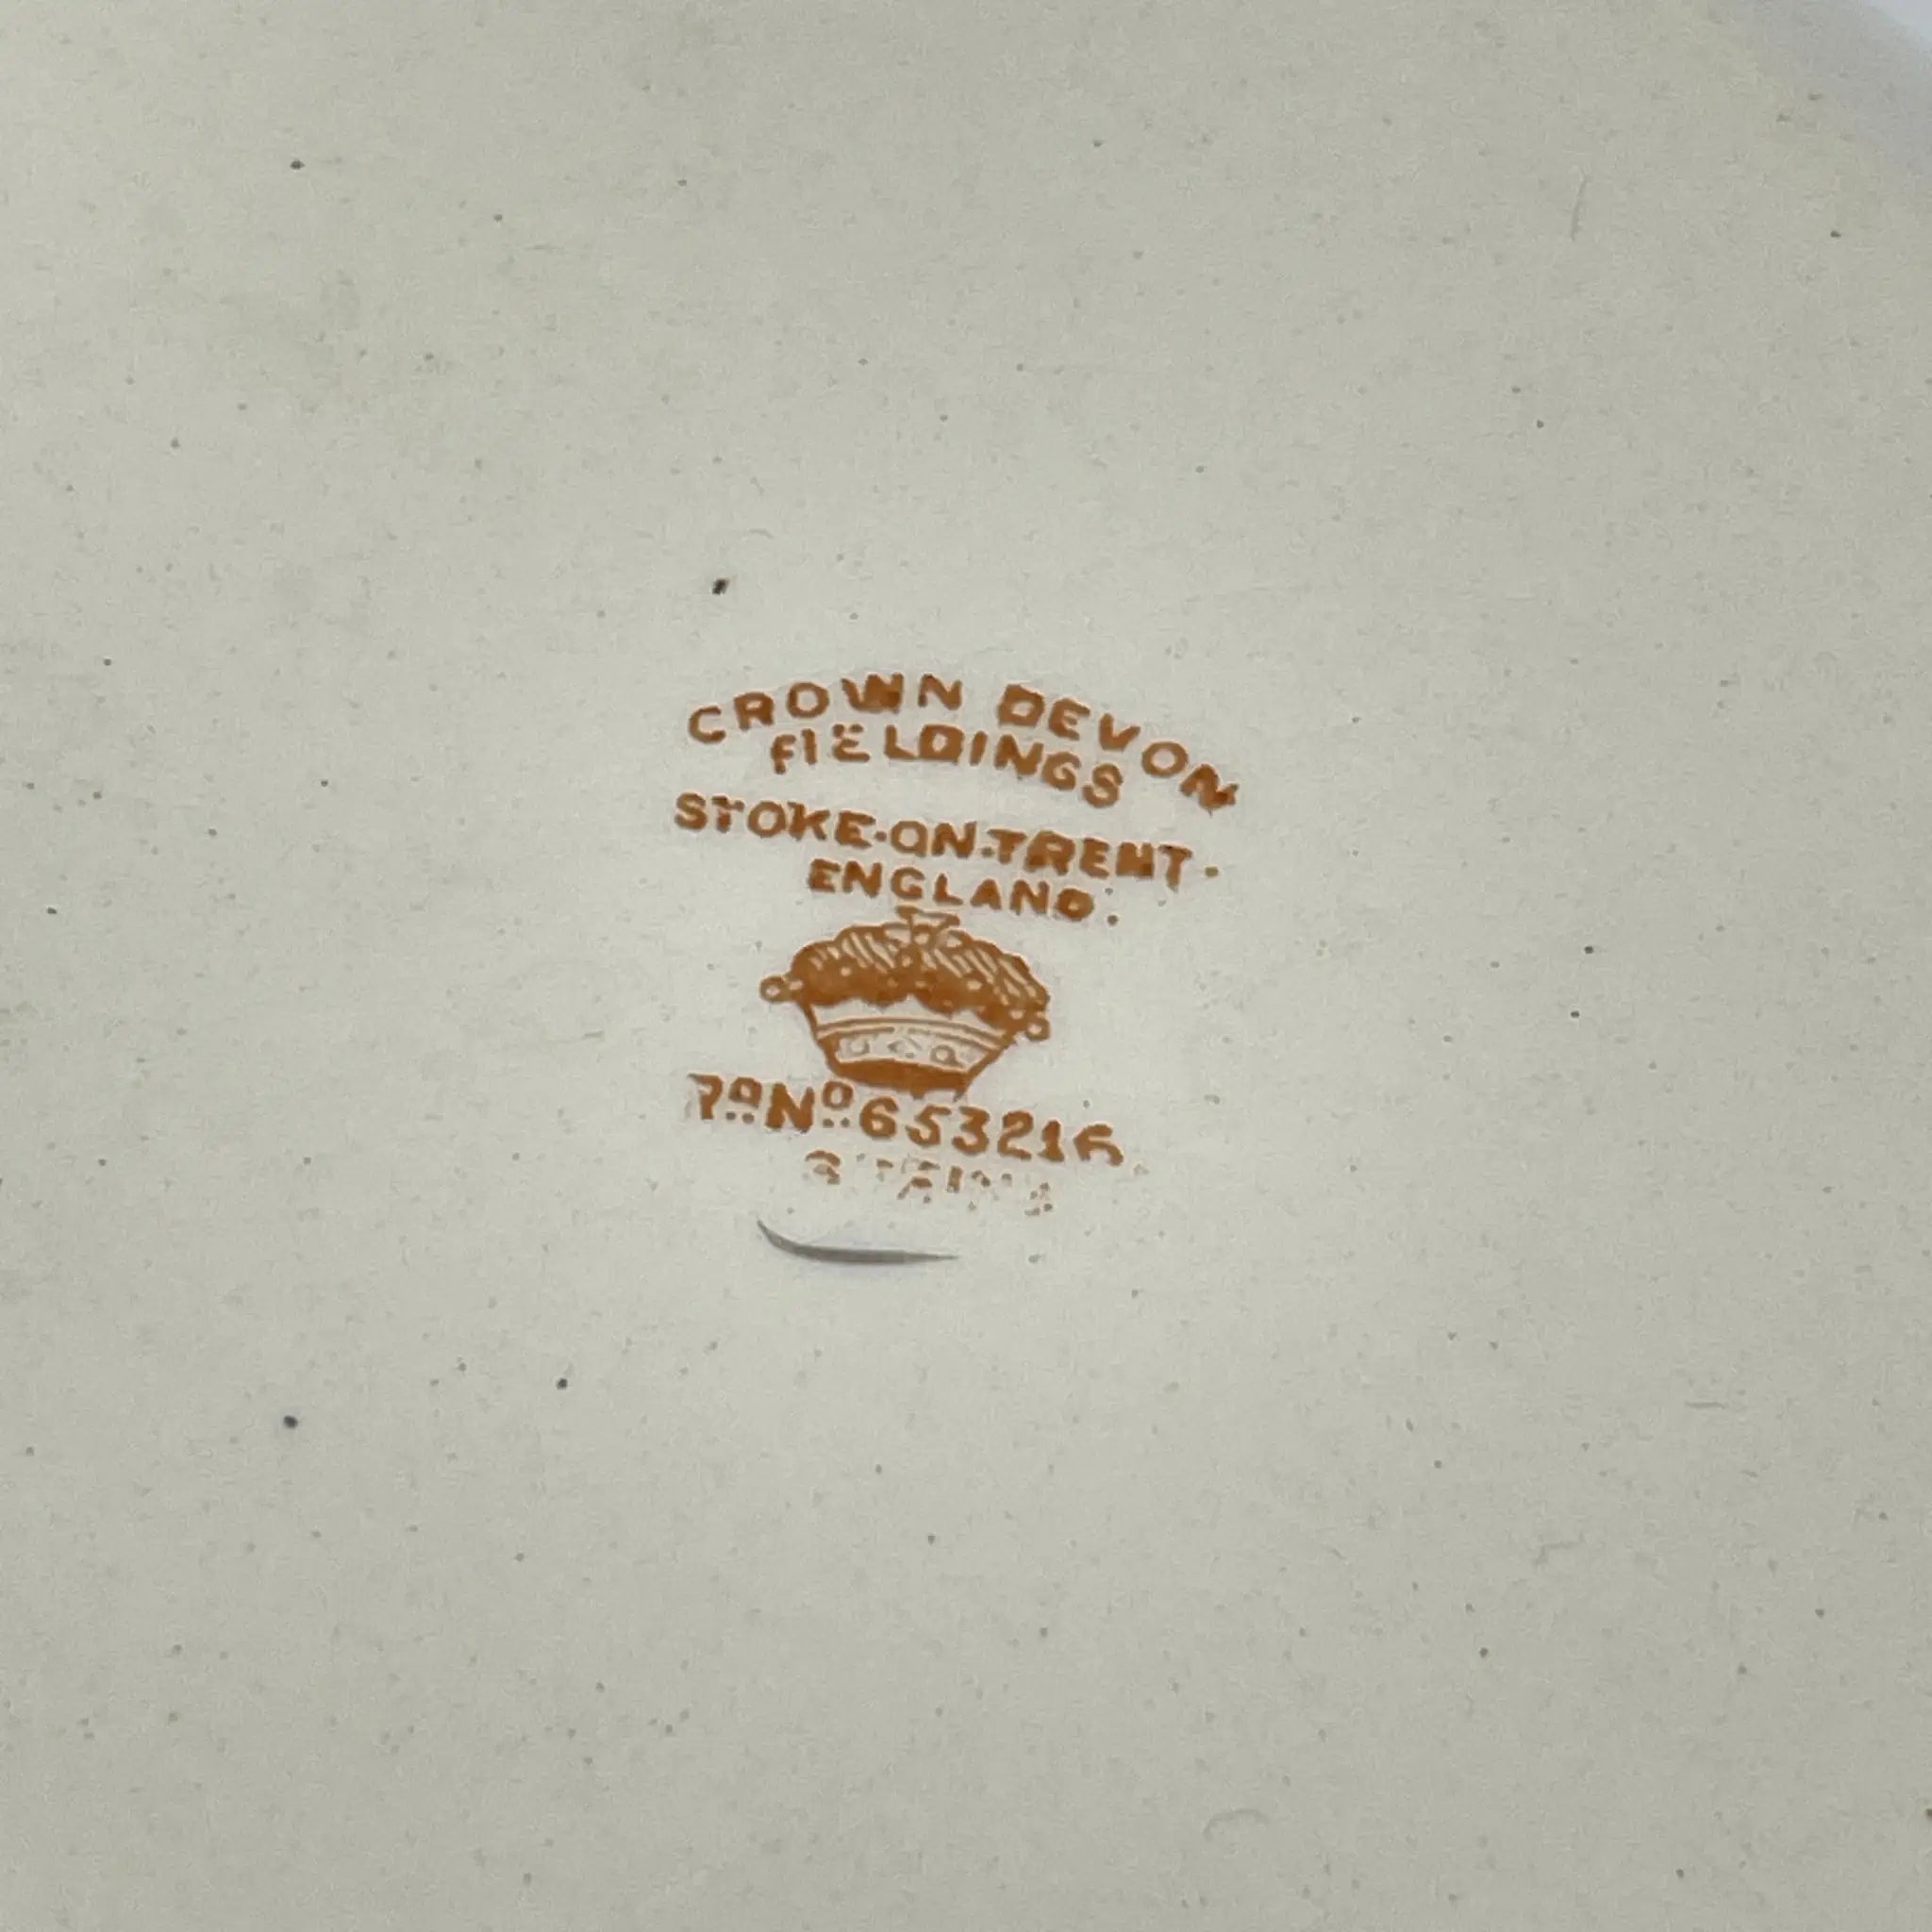 CROWN DEVON
FIELDINGS
STOKE-ON-TRENT.
ENGLAND.
Rd No 653216